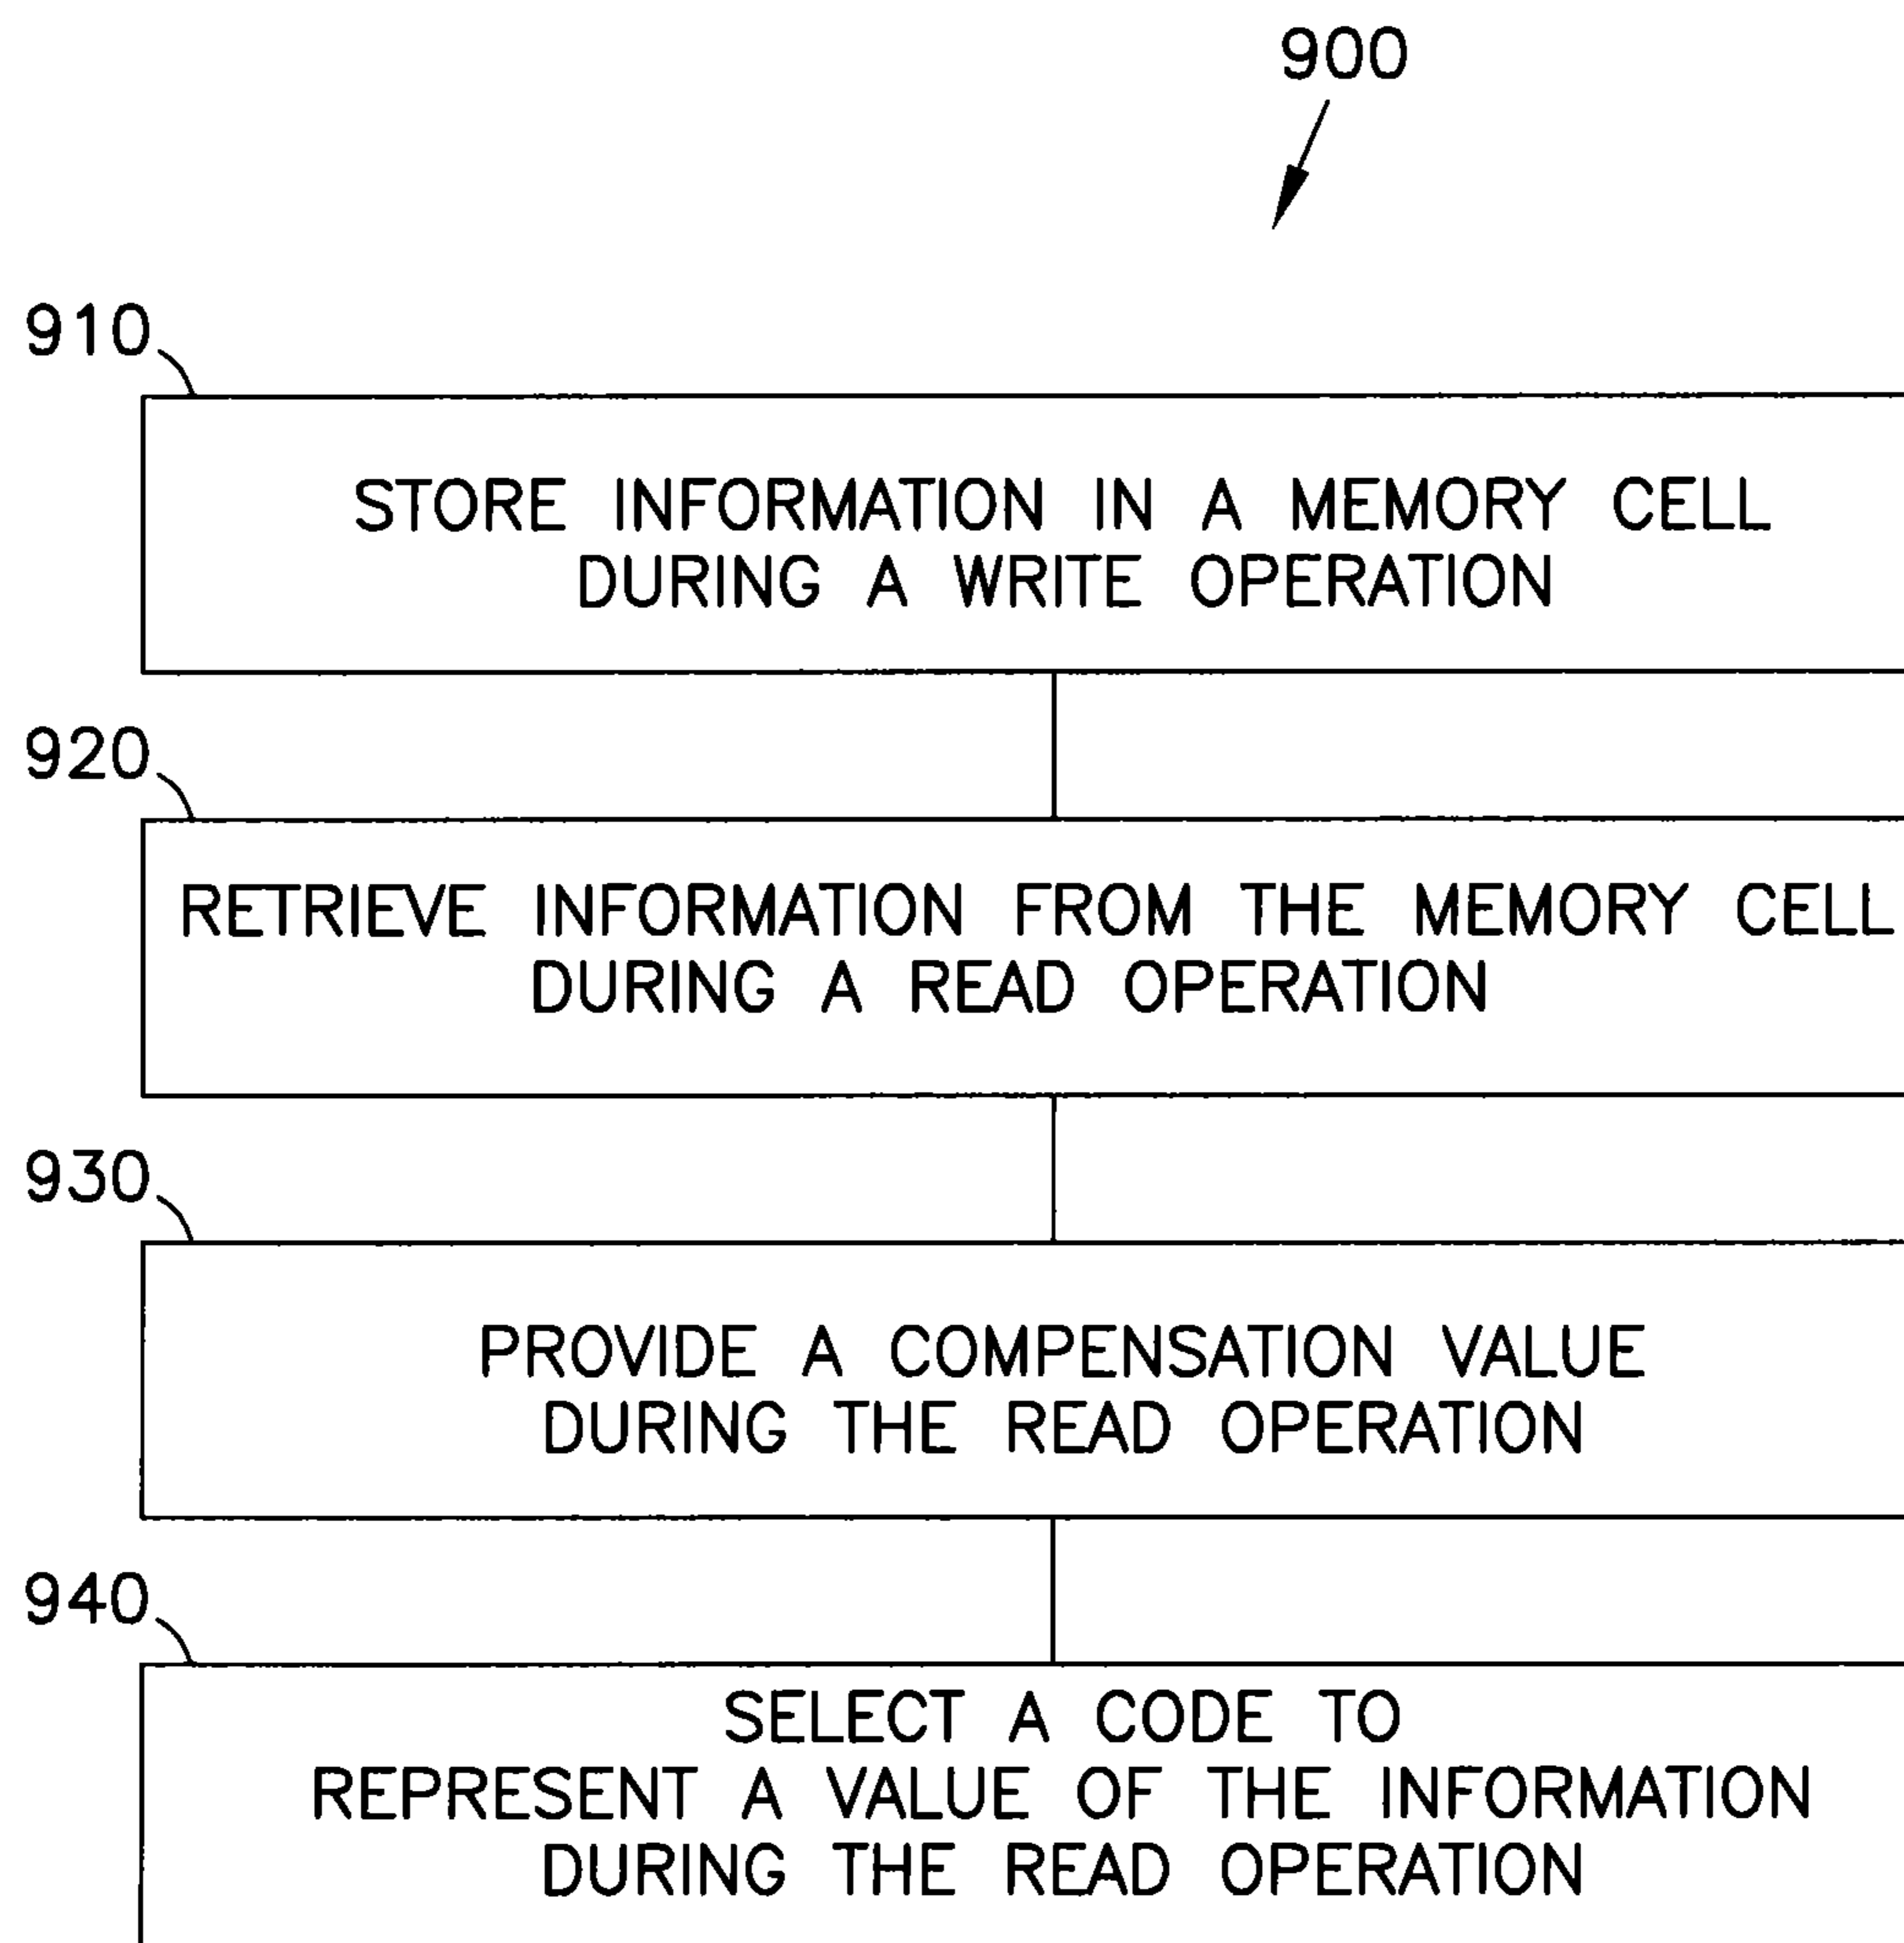 900
910
STORE INFORMATION IN A MEMORY CELL
DURING A WRITE OPERATION
920
RETRIEVE INFORMATION FROM THE MEMORY CELL
DURING A READ OPERATION
930
PROVIDE A COMPENSATION VALUE
DURING THE READ OPERATION
940
SELECT A CODE TO
REPRESENT A VALUE OF THE INFORMATION
DURING THE READ OPERATION